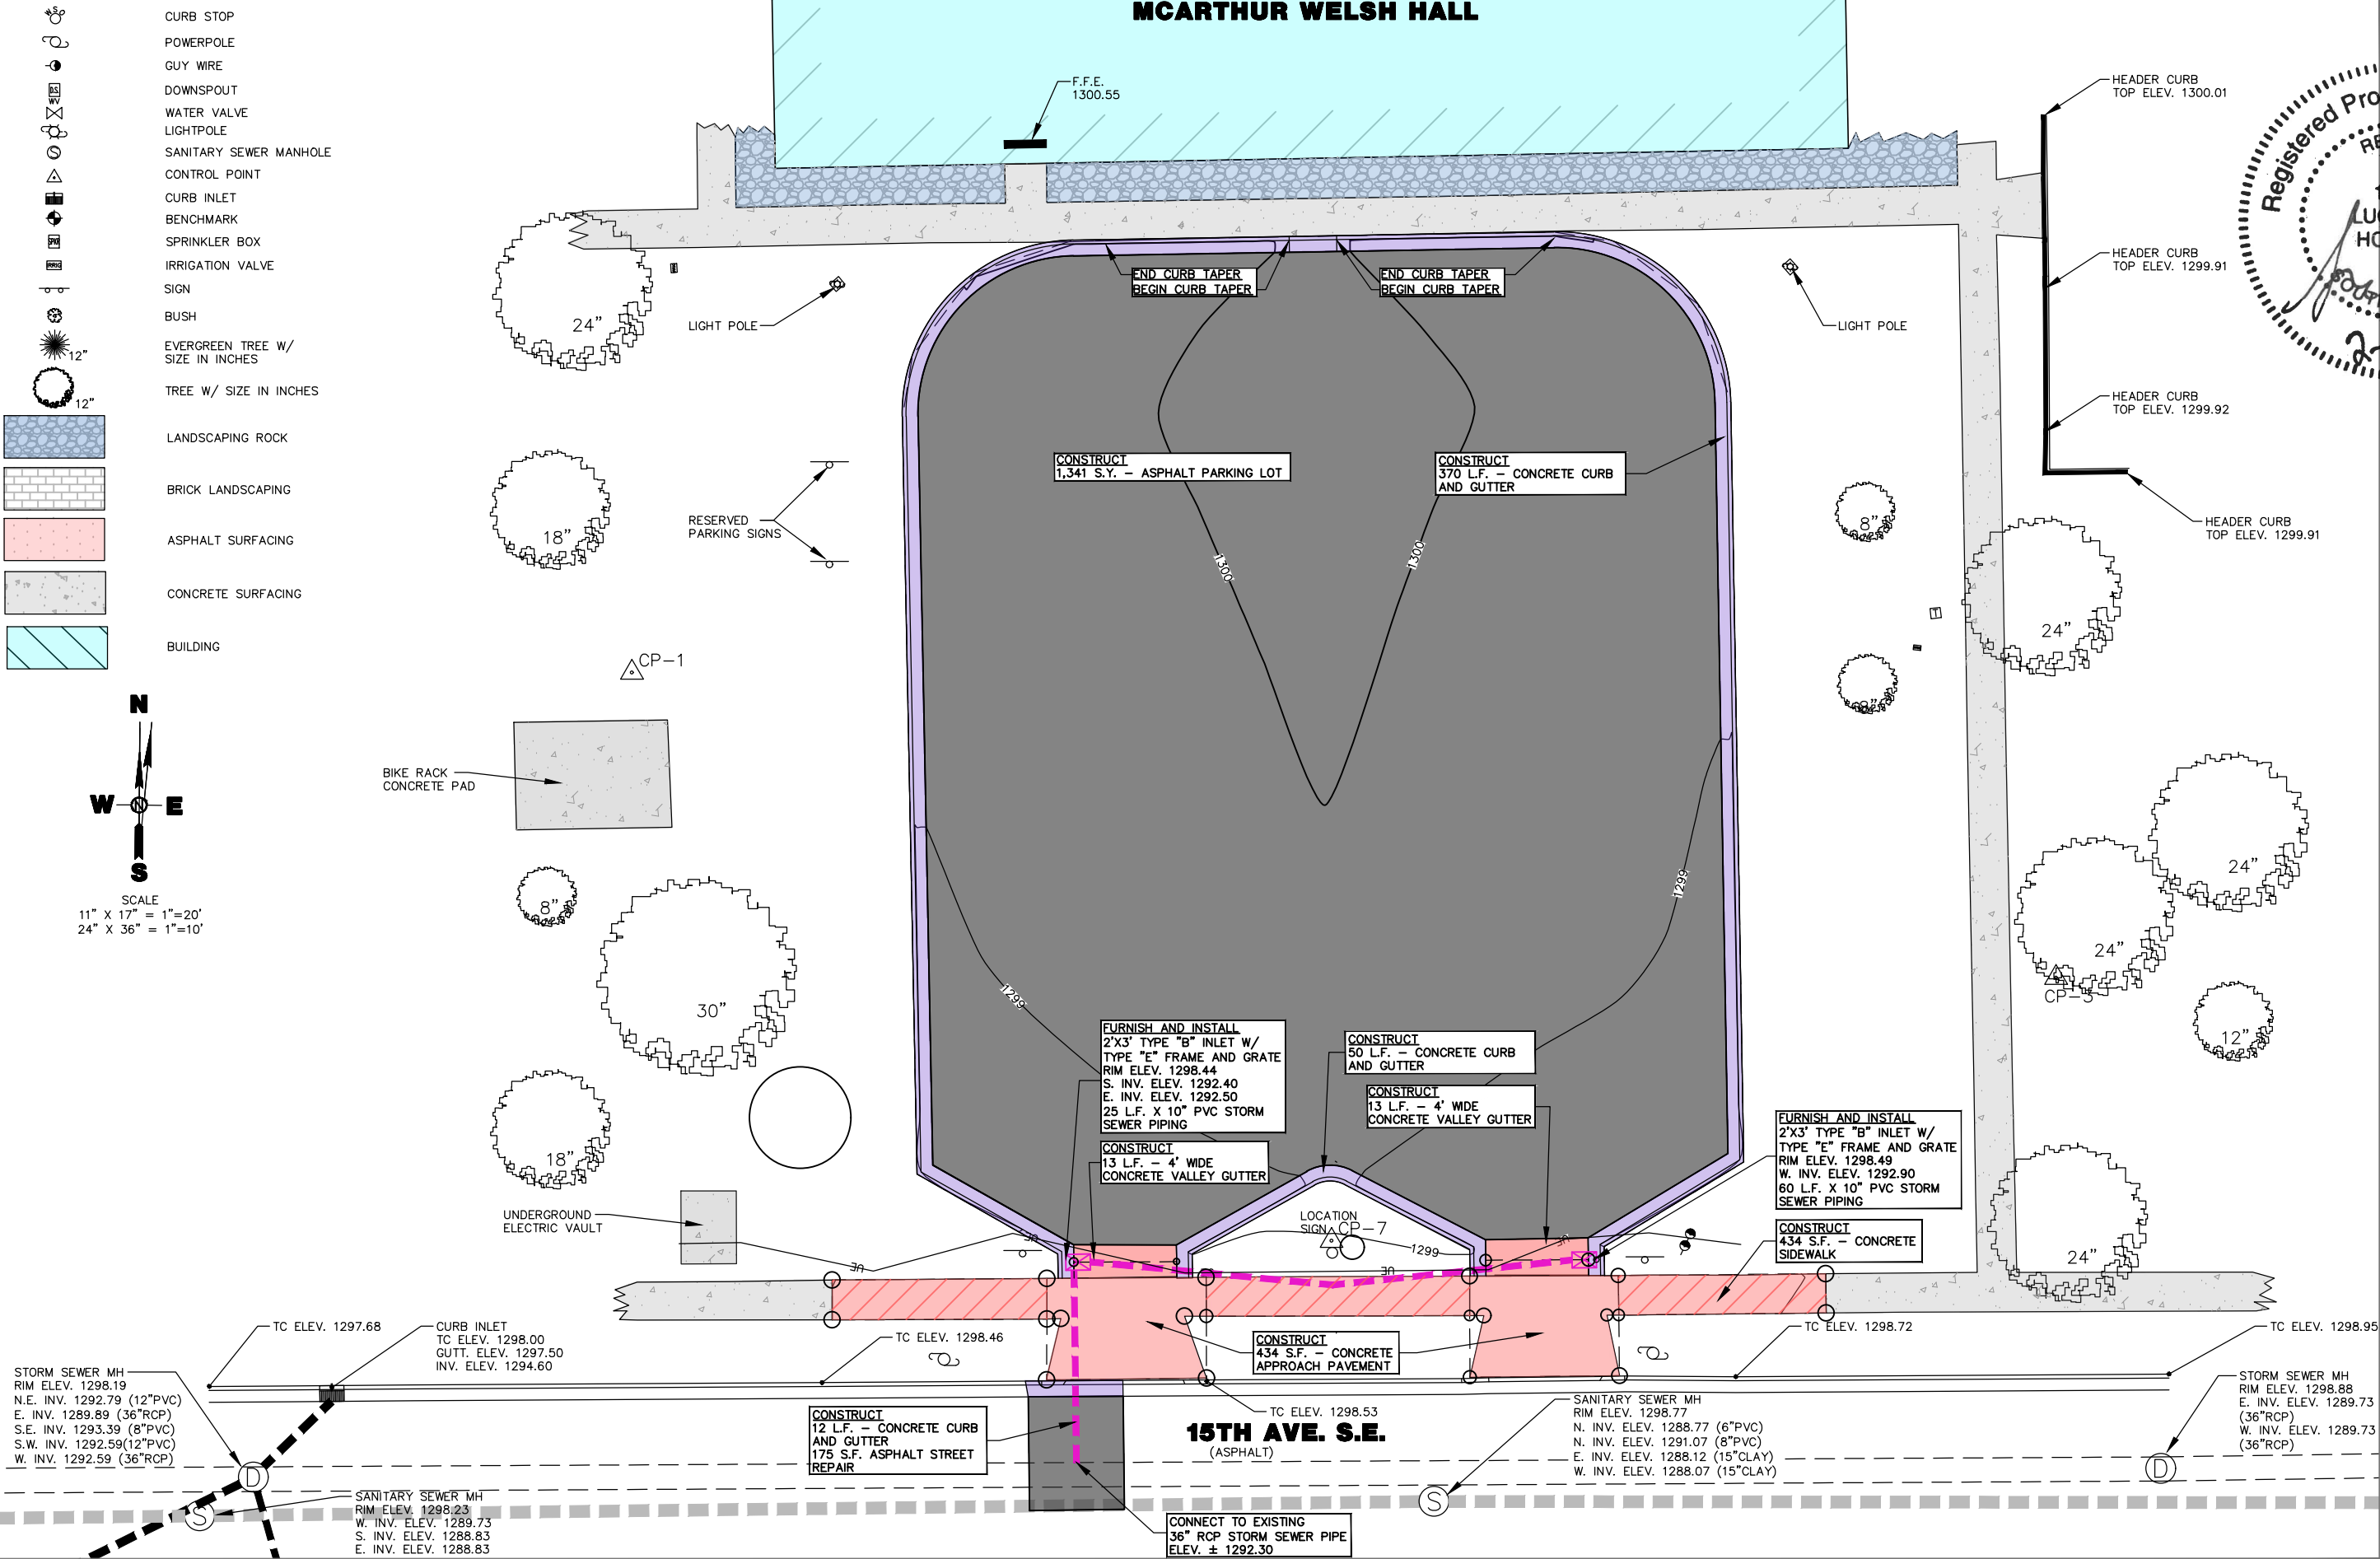 MCARTHUR WELSH HALL
CURB STOP
POWERPOLE
GUY WIRE
D.S.
DOWNSPOUT
WV
WATER VALVE
LIGHTPOLE
S
SANITARY SEWER MANHOLE
CONTROL POINT
CURB INLET
BENCHMARK
SPKR
SPRINKLER BOX
IRRIGATION VALVE
SIGN
BUSH
12"
EVERGREEN TREE W/
SIZE IN INCHES
12"
TREE W/ SIZE IN INCHES
LANDSCAPING ROCK
BRICK LANDSCAPING
ASPHALT SURFACING
CONCRETE SURFACING
BUILDING
N
W
N
E
S
SCALE
11" X 17" = 1"=20'
24" X 36" = 1"=10'
F.F.E.
1300.55
HEADER CURB
TOP ELEV. 1300.01
HEADER CURB
TOP ELEV. 1299.91
HEADER CURB
TOP ELEV. 1299.92
HEADER CURB
TOP ELEV. 1299.91
Registered Pro
RE
LU
HO
SOUT
2-
END CURB TAPER
BEGIN CURB TAPER
END CURB TAPER
BEGIN CURB TAPER
24"
LIGHT POLE
LIGHT POLE
CONSTRUCT
1,341 S.Y. – ASPHALT PARKING LOT
CONSTRUCT
370 L.F. – CONCRETE CURB
AND GUTTER
18"
RESERVED
PARKING SIGNS
8"
1300
1300
T
24"
CP–1
8"
BIKE RACK
CONCRETE PAD
8"
24"
1299
30"
1299
24"
CP–3
12"
FURNISH AND INSTALL
2'X3' TYPE "B" INLET W/
TYPE "E" FRAME AND GRATE
RIM ELEV. 1298.44
S. INV. ELEV. 1292.40
E. INV. ELEV. 1292.50
25 L.F. X 10" PVC STORM
SEWER PIPING
CONSTRUCT
50 L.F. – CONCRETE CURB
AND GUTTER
CONSTRUCT
13 L.F. – 4' WIDE
CONCRETE VALLEY GUTTER
CONSTRUCT
13 L.F. – 4' WIDE
CONCRETE VALLEY GUTTER
FURNISH AND INSTALL
2'X3' TYPE "B" INLET W/
TYPE "E" FRAME AND GRATE
RIM ELEV. 1298.49
W. INV. ELEV. 1292.90
60 L.F. X 10" PVC STORM
SEWER PIPING
18"
UNDERGROUND
ELECTRIC VAULT
LOCATION
SIGN
CP–7
1299
UE
UE
UE
UE
CONSTRUCT
434 S.F. – CONCRETE
SIDEWALK
24"
TC ELEV. 1297.68
CURB INLET
TC ELEV. 1298.00
GUTT. ELEV. 1297.50
INV. ELEV. 1294.60
TC ELEV. 1298.46
CONSTRUCT
434 S.F. – CONCRETE
APPROACH PAVEMENT
TC ELEV. 1298.72
TC ELEV. 1298.95
STORM SEWER MH
RIM ELEV. 1298.19
N.E. INV. 1292.79 (12"PVC)
E. INV. 1289.89 (36"RCP)
S.E. INV. 1293.39 (8"PVC)
S.W. INV. 1292.59(12"PVC)
W. INV. 1292.59 (36"RCP)
D
S
SANITARY SEWER MH
RIM ELEV. 1298.23
W. INV. ELEV. 1289.73
S. INV. ELEV. 1288.83
E. INV. ELEV. 1288.83
CONSTRUCT
12 L.F. – CONCRETE CURB
AND GUTTER
175 S.F. ASPHALT STREET
REPAIR
TC ELEV. 1298.53
15TH AVE. S.E.
(ASPHALT)
CONNECT TO EXISTING
36" RCP STORM SEWER PIPE
ELEV. ± 1292.30
S
SANITARY SEWER MH
RIM ELEV. 1298.77
N. INV. ELEV. 1288.77 (6"PVC)
N. INV. ELEV. 1291.07 (8"PVC)
E. INV. ELEV. 1288.12 (15"CLAY)
W. INV. ELEV. 1288.07 (15"CLAY)
D
STORM SEWER MH
RIM ELEV. 1298.88
E. INV. ELEV. 1289.73
(36"RCP)
W. INV. ELEV. 1289.73
(36"RCP)